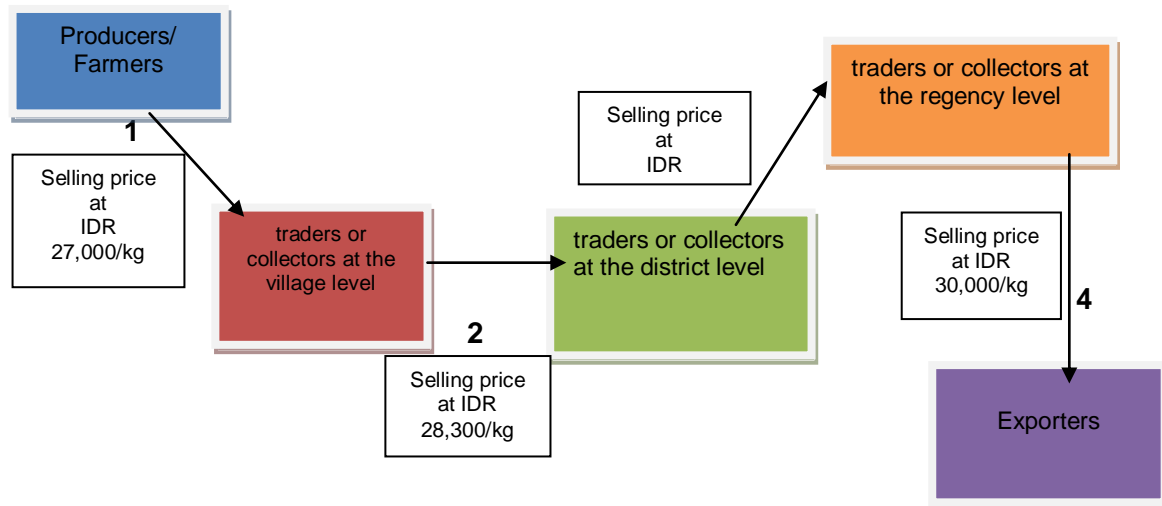 Producers/
Farmers
1
Selling price
at
IDR
27,000/kg
traders or
collectors at the
village level
2
Selling price
at IDR
28,300/kg
traders or collectors
at the district level
Selling price
at
IDR
traders or collectors at
the regency level
Selling price
at IDR
30,000/kg
4
Exporters